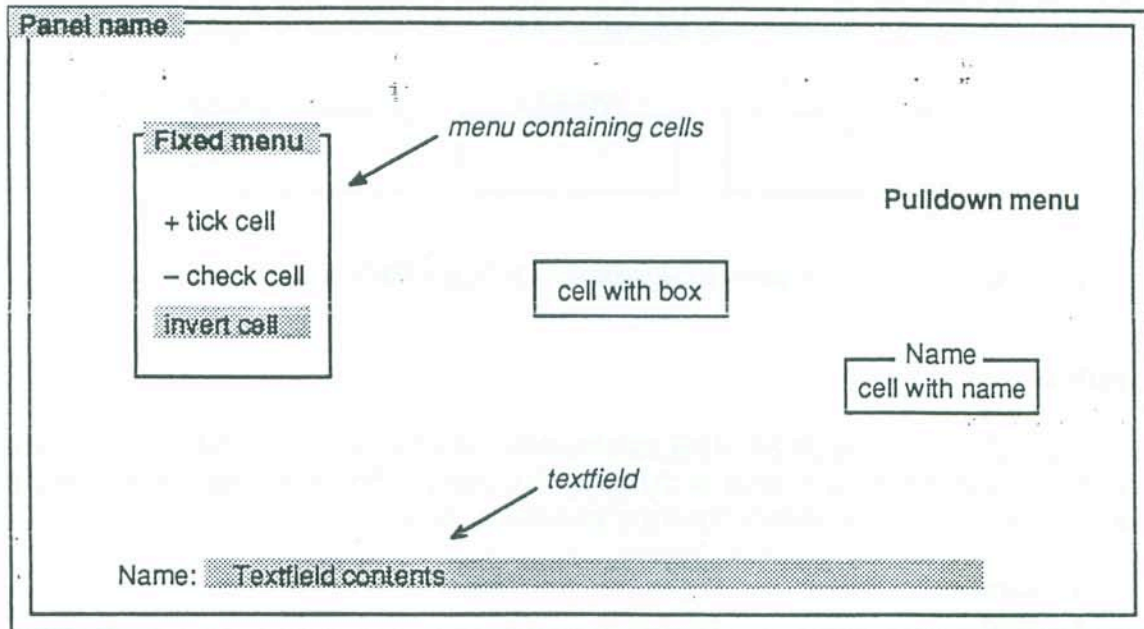 Panel name
Fixed menu
menu containing cells
Pulldown menu
+ tick cell
– check cell
cell with box
invert cell
Name
cell with name
textfield
Name: Textfield contents